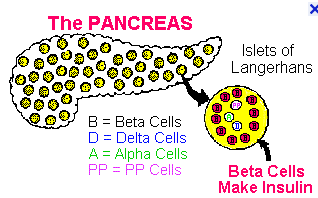 The PANCREAS
Islets of
Langerhans
B = Beta Cells
D = Delta Cells
A = Alpha Cells
PP = PP Cells
Beta Cells
Make Insulin